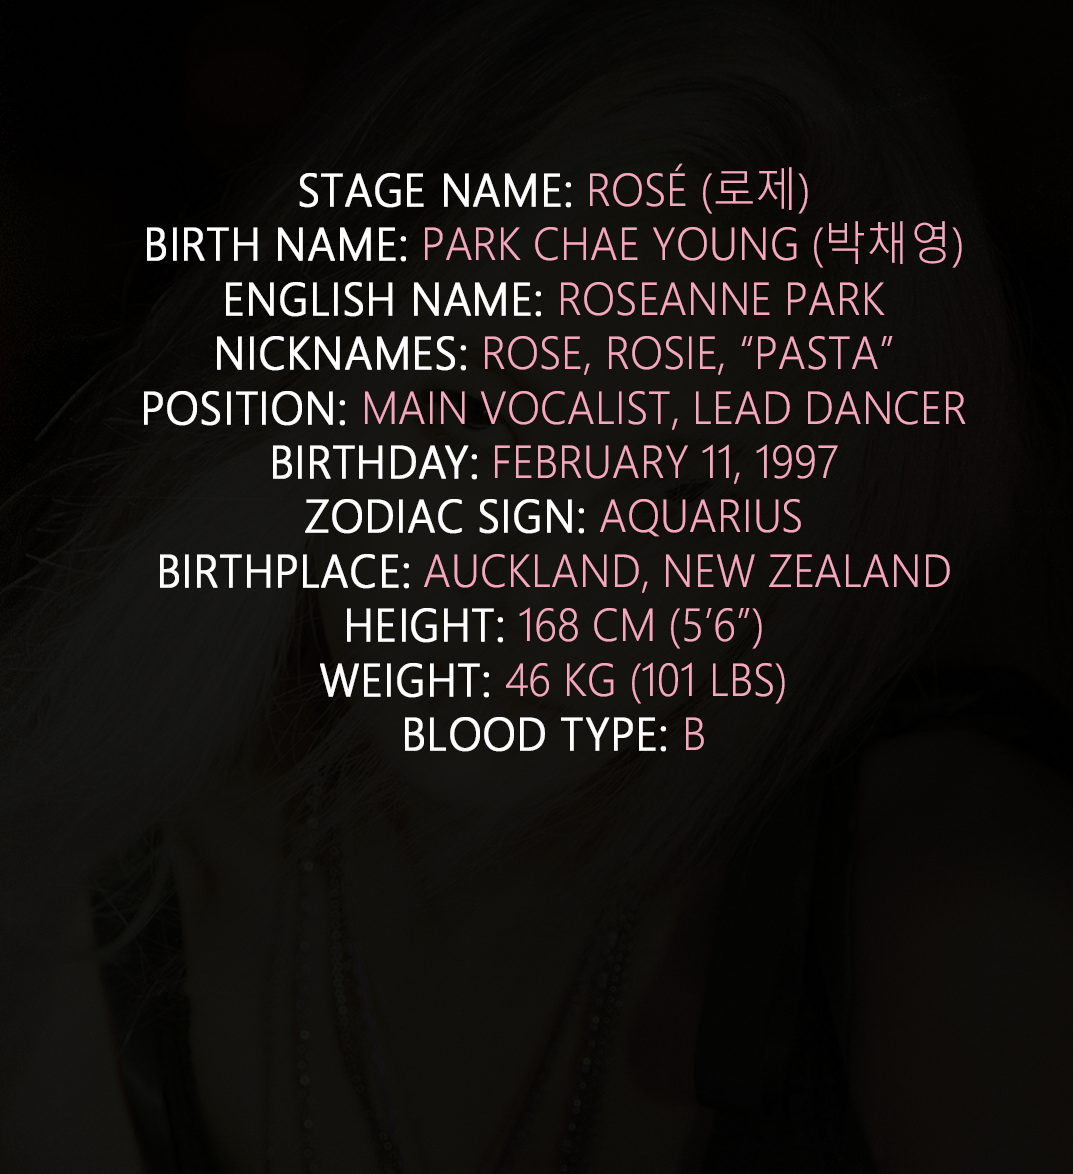 STAGE NAME: ROSÉ (로제)
BIRTH NAME: PARK CHAE YOUNG (박채영)
ENGLISH NAME: ROSEANNE PARK
NICKNAMES: ROSE, ROSIE, “PASTA”
POSITION: MAIN VOCALIST, LEAD DANCER
BIRTHDAY: FEBRUARY 11, 1997
ZODIAC SIGN: AQUARIUS
BIRTHPLACE: AUCKLAND, NEW ZEALAND
HEIGHT: 168 CM (5’6”)
WEIGHT: 46 KG (101 LBS)
BLOOD TYPE: B